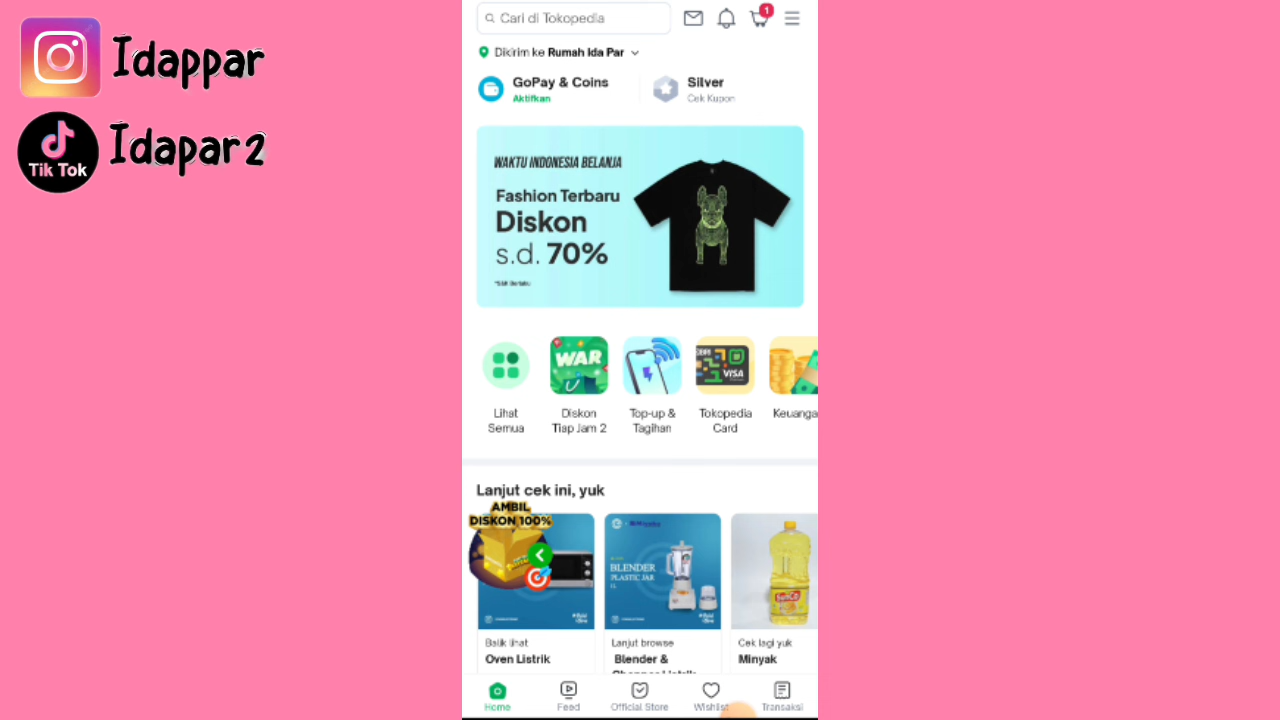 Idappar
Tik Tok
Idapar2
Cari di Tokopedia
1
Dikirim ke Rumah Ida Par
GoPay & Coins
Aktifkan
Silver
Cek Kupon
WAKTU INDONESIA BELANJA
Fashion Terbaru
Diskon
s.d. 70%
WAR
BRI
VISA
Lihat
Semua
Diskon
Tiap Jam 2
Top-up &
Tagihan
Tokopedia
Card
Keuanga
Lanjut cek ini, yuk
AMBIL
DISKON 100%
BLENDER
PLASTIC JAR
1L
Balik lihat
Oven Listrik
Lanjut browse
Blender &
Cek lagi yuk
Minyak
Home
Feed
Official Store
Wishlist
Transaksi